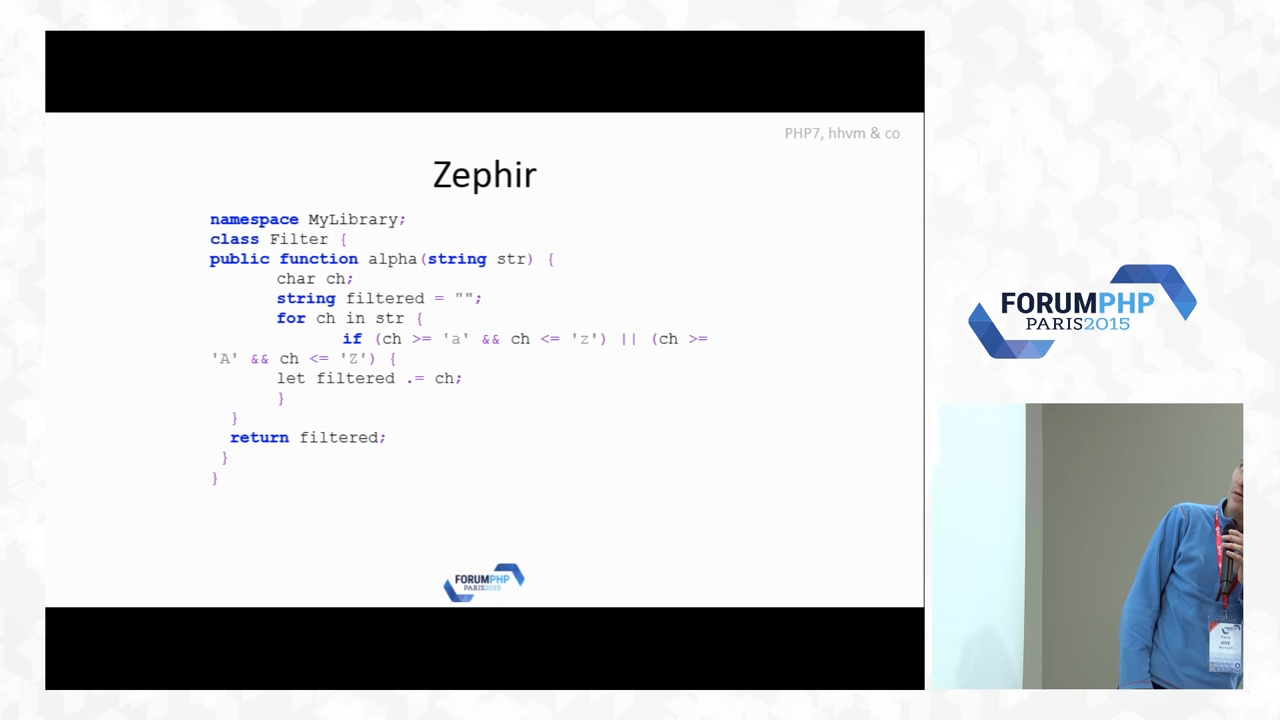 PHP7, hhvm & co
Zephir
namespace MyLibrary;
class Filter {
public function alpha(string str) {
char ch;
string filtered = "";
for ch in str {
if (ch >= 'a' && ch <= 'z') || (ch >=
'A' && ch <= 'Z') {
let filtered .= ch;
}
}
return filtered;
}
}
FORUMPHP
PARIS2015
FORUMPHP
PARIS2015
JOYE